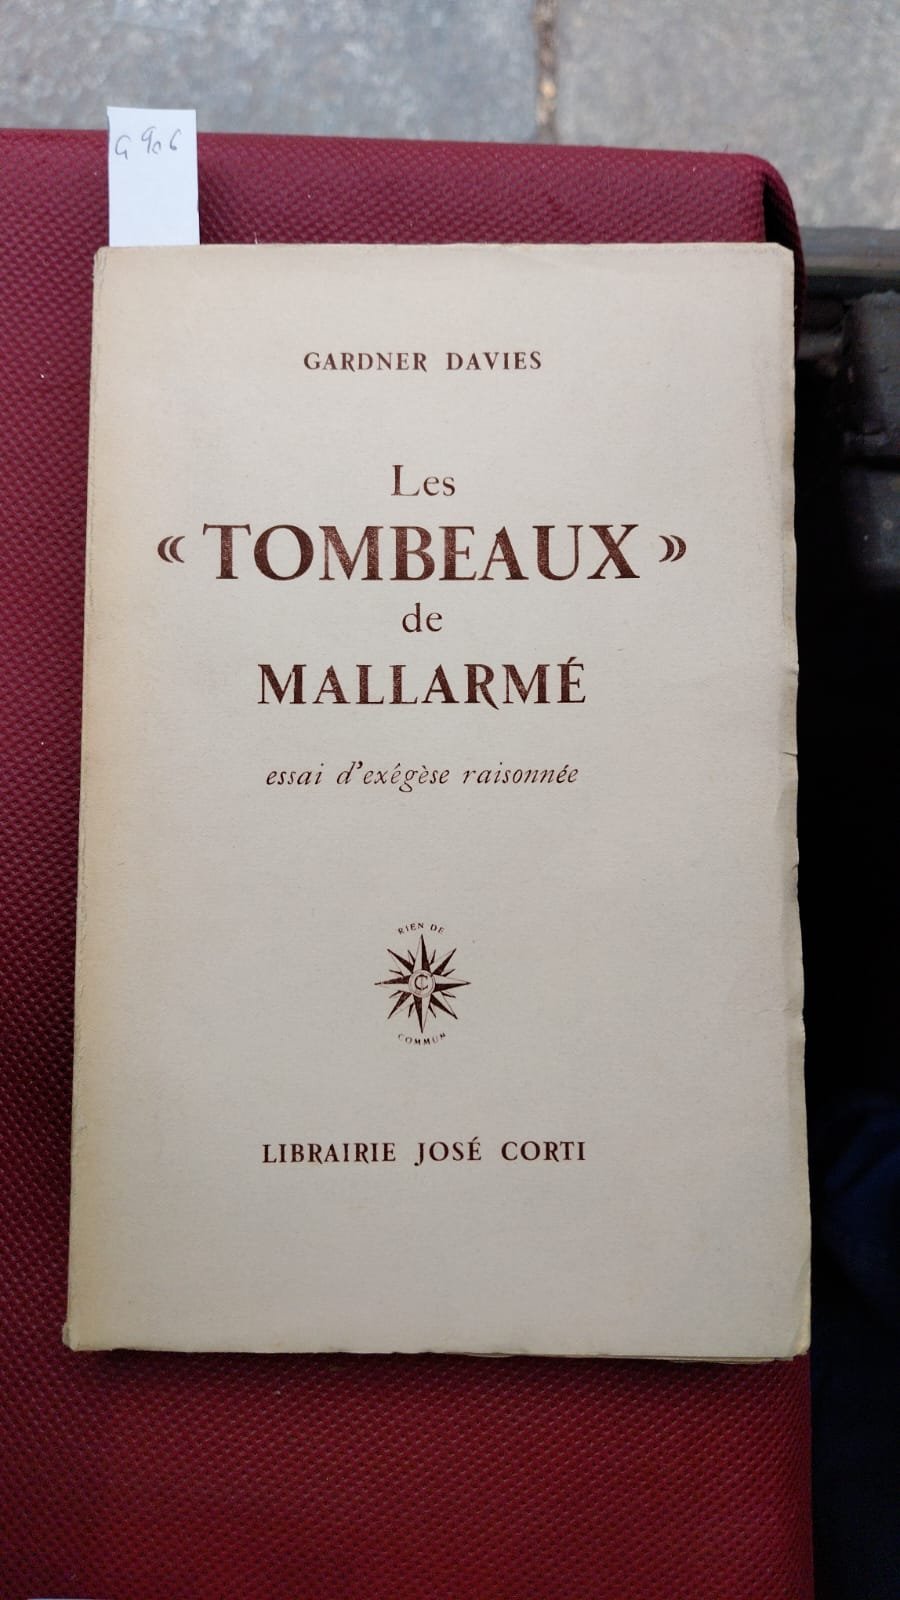 G 906
GARDNER DAVIES
Les
« TOMBEAUX »
de
MALLARMÉ
essai d'exégèse raisonnée
RIEN DE
COMMUN
LIBRAIRIE JOSÉ CORTI